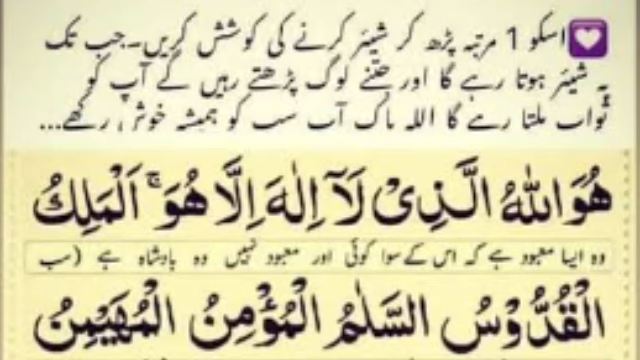 اسکو 1 مرتبہ پڑھ کر شیئر کرنے کی کوشش کریں۔جب تک
یہ شیئر ہوتا رہے گا اور جتنے لوگ پڑھتے رہیں گے آپ کو
ثواب ملتا رہے گا اللہ پاک آپ سب کو ہمیشہ خوش رکھے...
هُوَ اللّٰهُ الَّذِىْ لَاۤ اِلٰهَ اِلَّا هُوَ ۚ اَلْمَلِكُ
وہ ایسا معبود ہے کہ اس کے سوا کوئی اور معبود نہیں وہ بادشاہ ہے (سب
الْقُدُّوْسُ السَّلٰمُ الْمُؤْمِنُ الْمُهَيْمِنُ